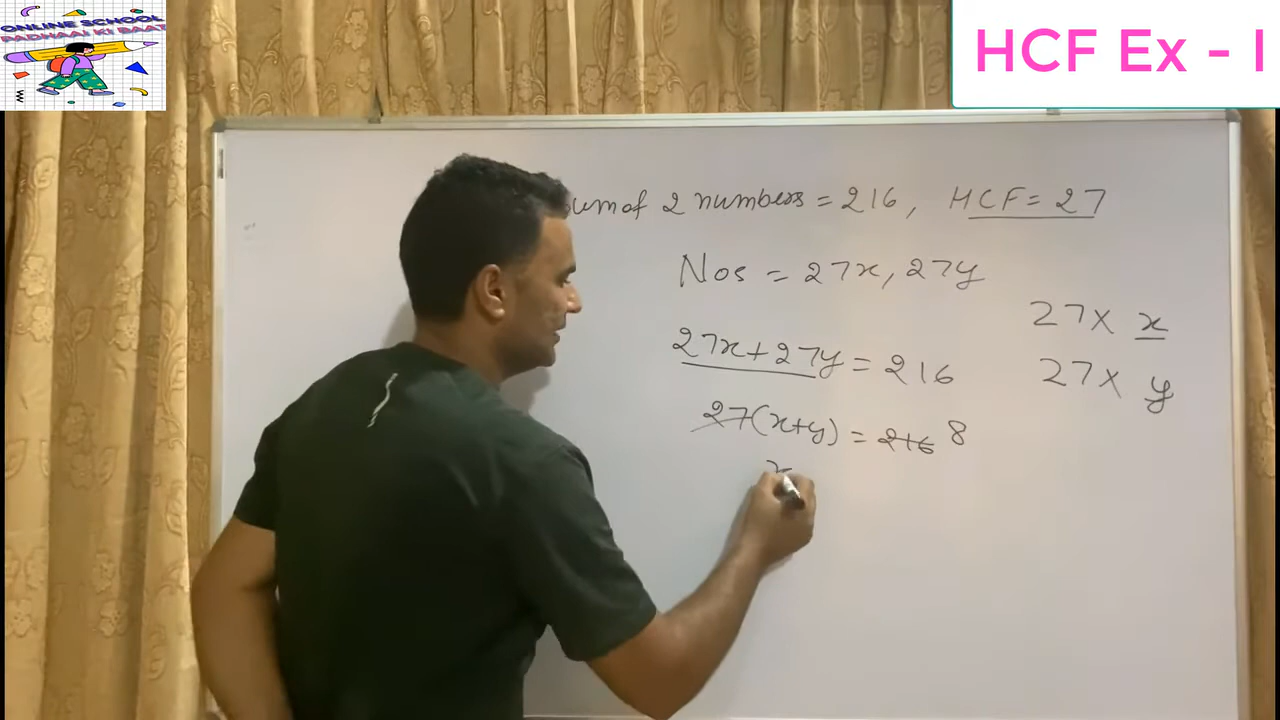 ONLINE SCHOOL
PADHAAI KI BAAT
HCF Ex - I
sum of 2 numbers = 216, HCF = 27
Nos = 27x, 27y
27x + 27y = 216
27(x+y) = 216 8
x
27 × x
27 × y